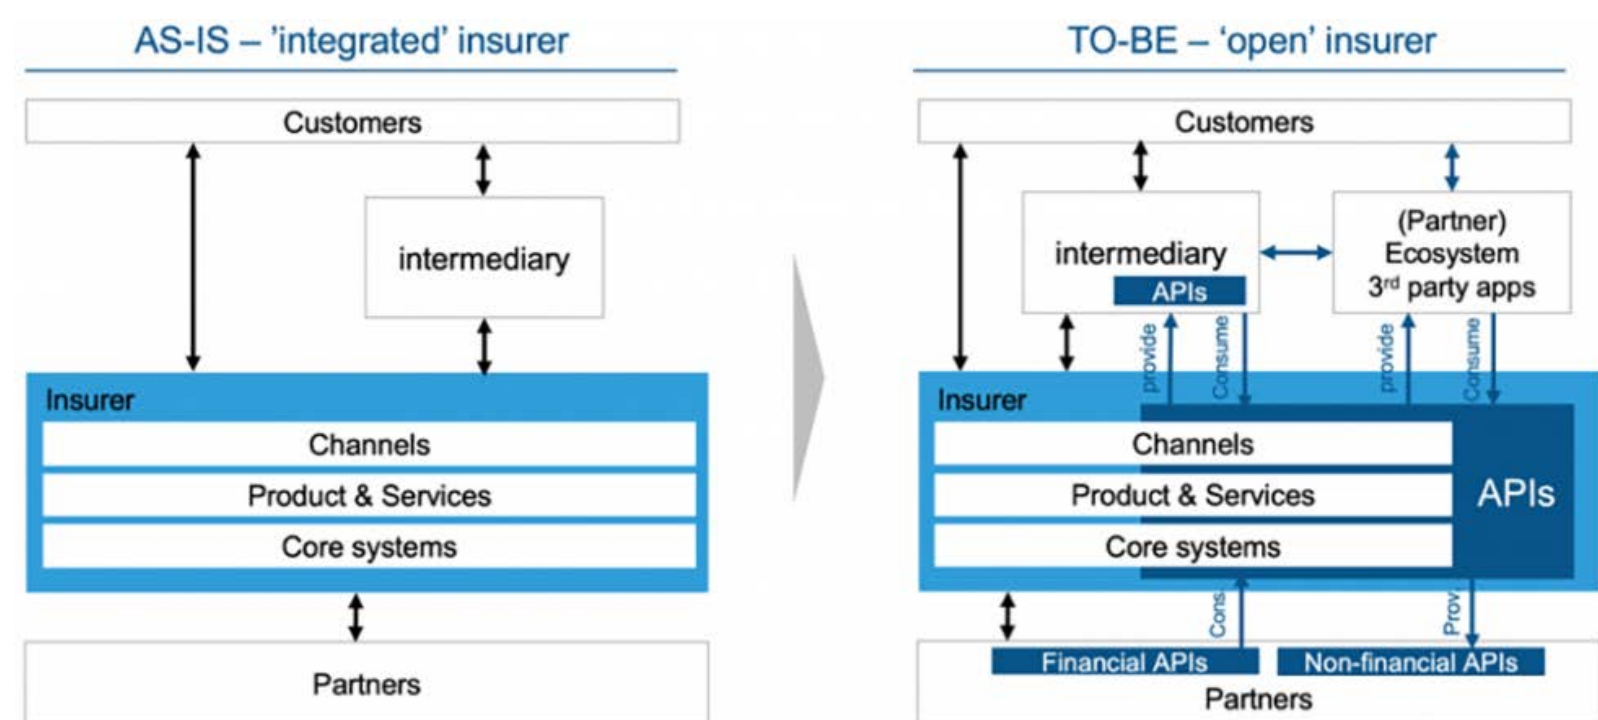 AS-IS – 'integrated' insurer
Customers
intermediary
Insurer
Channels
Product & Services
Core systems
Partners
TO-BE – ‘open’ insurer
Customers
intermediary
APIs
(Partner)
Ecosystem
3rd party apps
provide
Consume
provide
Consume
Insurer
Channels
Product & Services
Core systems
APIs
Cons.
Prov.
Financial APIs
Non-financial APIs
Partners